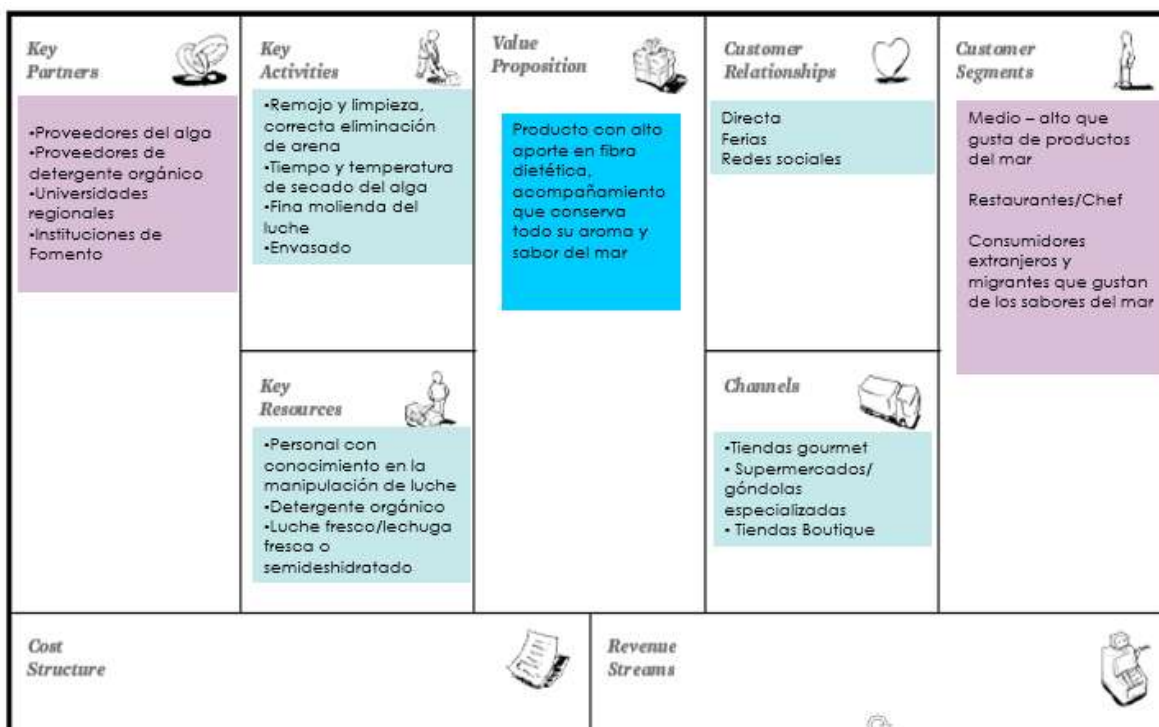 Key
Partners
•Proveedores del alga
•Proveedores de
detergente orgánico
•Universidades
regionales
•Instituciones de
Fomento
Key
Activities
•Remojo y limpieza,
correcta eliminación
de arena
•Tiempo y temperatura
de secado del alga
•Fina molienda del
luche
•Envasado
Key
Resources
•Personal con
conocimiento en la
manipulación de luche
•Detergente orgánico
•Luche fresco/lechuga
fresca o
semideshidratado
Value
Proposition
Producto con alto
aporte en fibra
dietética,
acompañamiento
que conserva
todo su aroma y
sabor del mar
Customer
Relationships
Directa
Ferias
Redes sociales
Channels
•Tiendas gourmet
• Supermercados/
góndolas
especializadas
• Tiendas Boutique
Customer
Segments
Medio – alto que
gusta de productos
del mar
Restaurantes/Chef
Consumidores
extranjeros y
migrantes que gustan
de los sabores del mar
Cost
Structure
Revenue
Streams